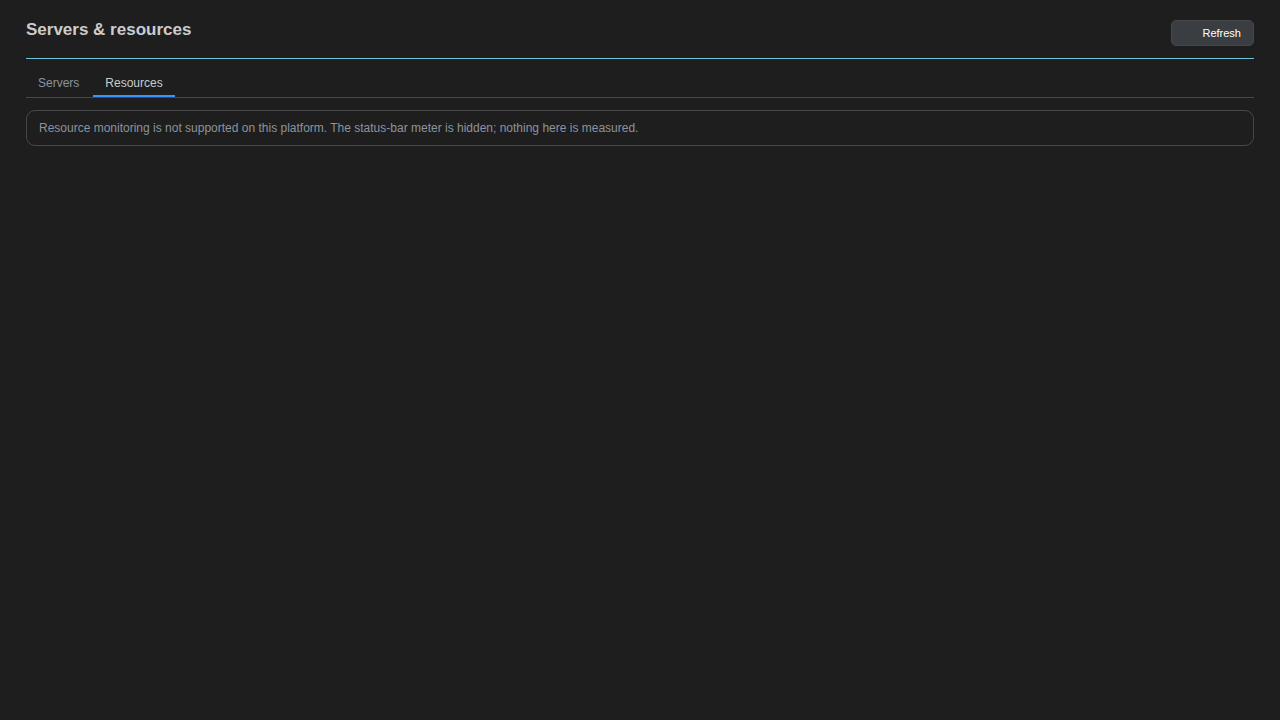 Servers & resources
Refresh
Servers
Resources
Resource monitoring is not supported on this platform. The status-bar meter is hidden; nothing here is measured.